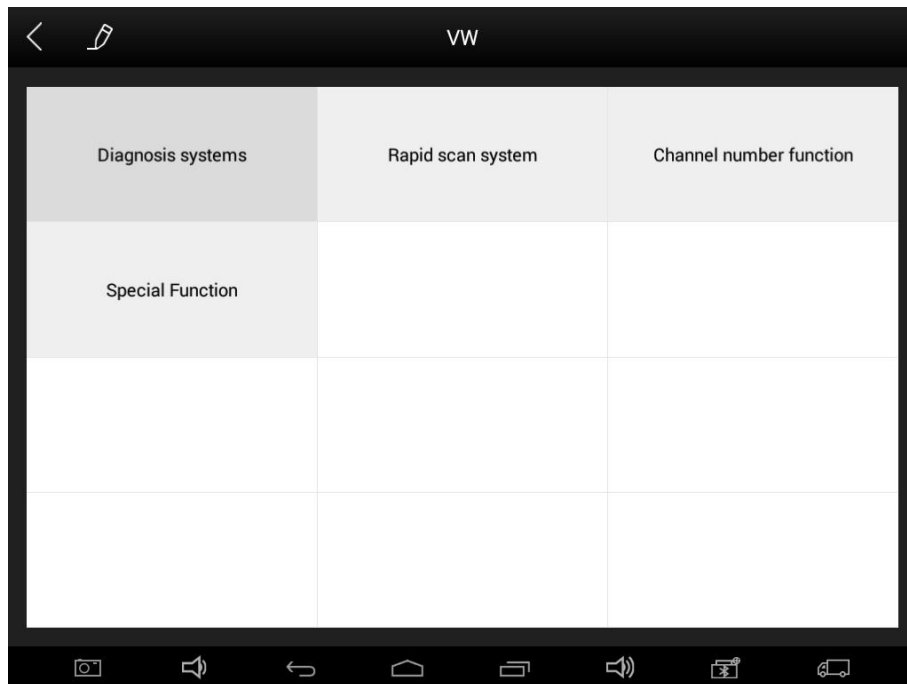 VW
Diagnosis systems
Rapid scan system
Channel number function
Special Function